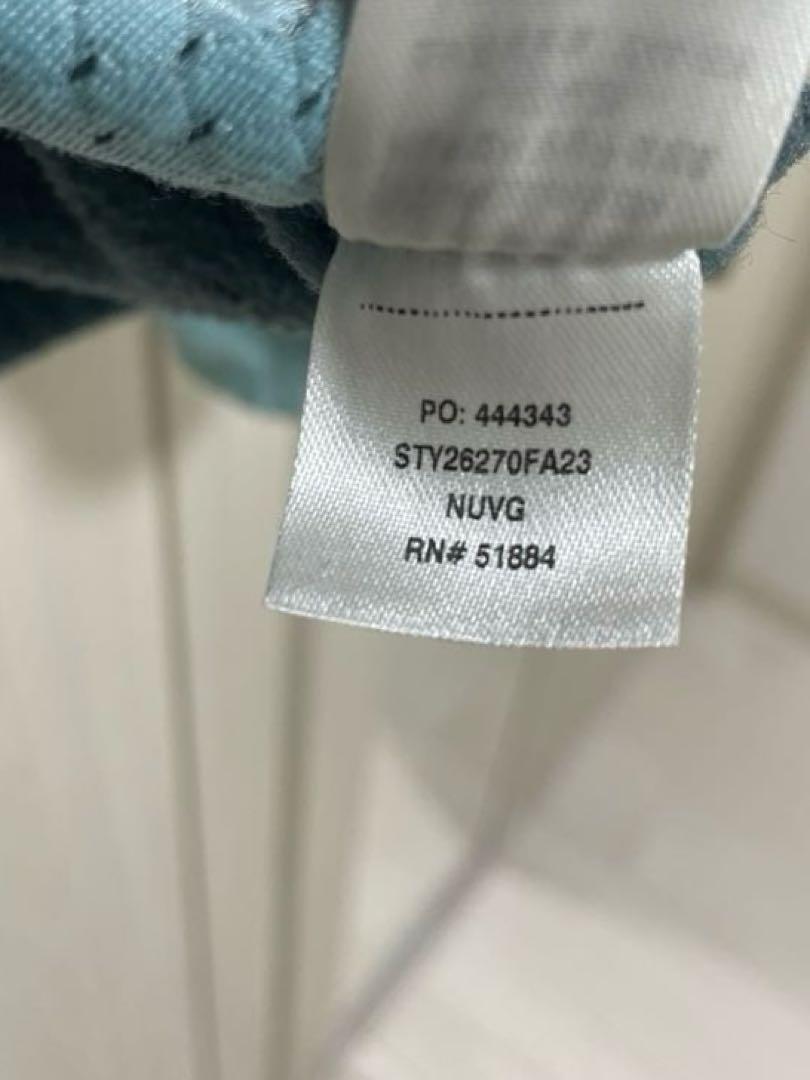 PO: 444343
STY26270FA23
NUVG
RN# 51884